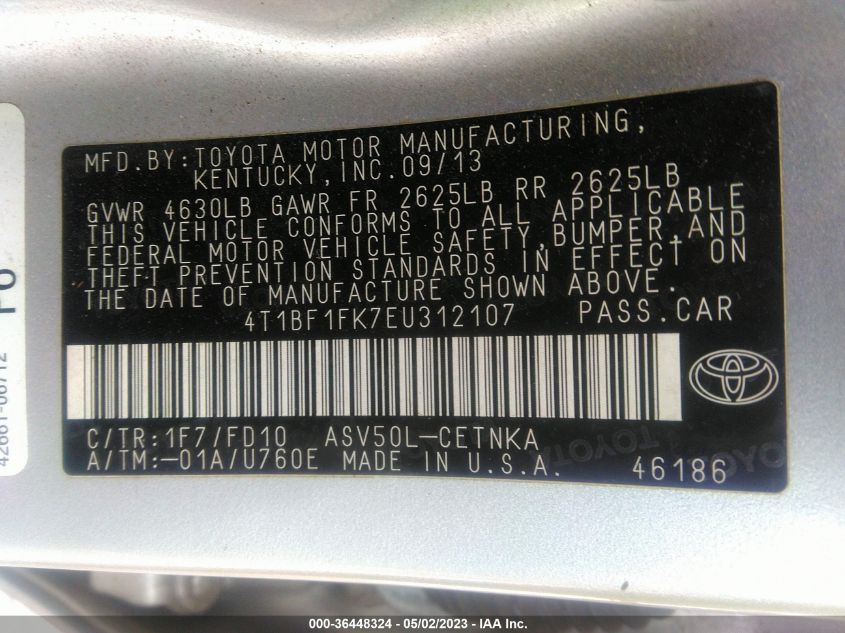 MFD.BY:TOYOTA MOTOR MANUFACTURING,
KENTUCKY,INC.09/13
GVWR 4630LB GAWR FR 2625LB RR 2625LB
THIS VEHICLE CONFORMS TO ALL APPLICABLE
FEDERAL MOTOR VEHICLE SAFETY,BUMPER,AND
THEFT PREVENTION STANDARDS IN EFFECT ON
THE DATE OF MANUFACTURE SHOWN ABOVE.
4T1BF1FK7EU312107 PASS.CAR
C/TR:1F7/FD10 ASV50L-CETNKA
A/TM:-01A/U760E MADE IN U.S.A. 46186
42661-06712
TOYOTA
000-36448324 - 05/02/2023 - IAA Inc.